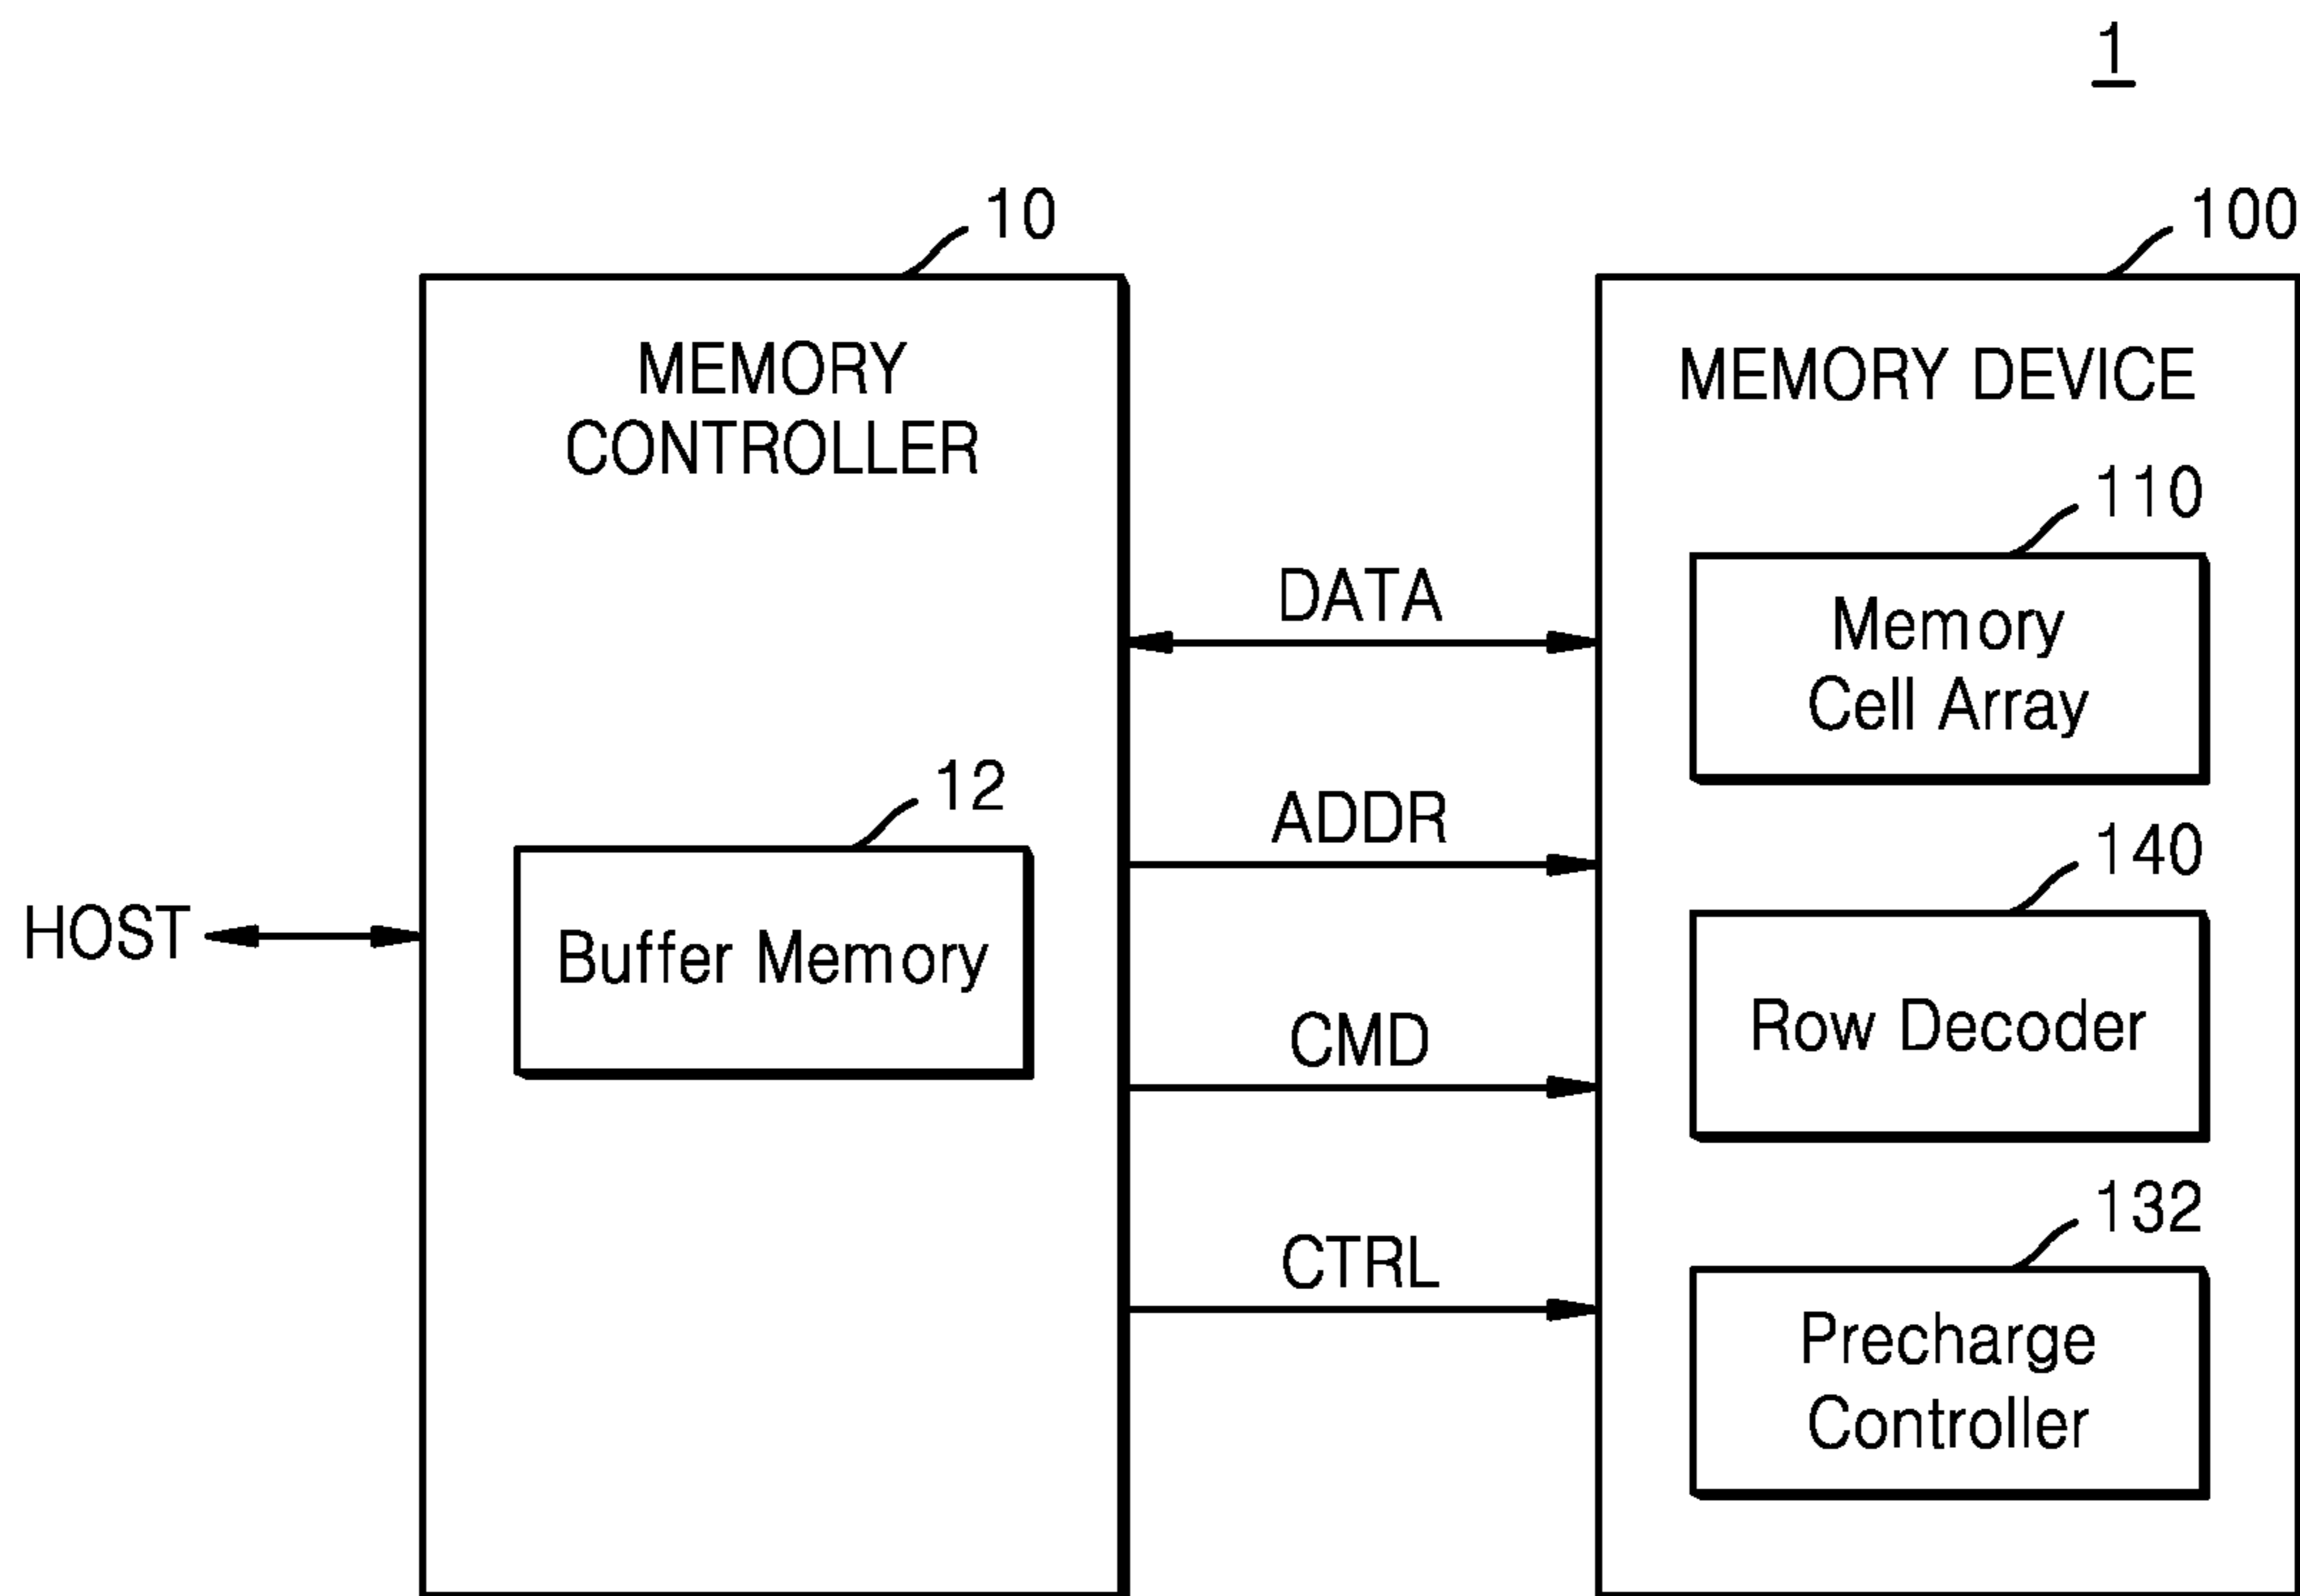 1
10
100
MEMORY
CONTROLLER
MEMORY DEVICE
110
DATA
Memory
Cell Array
12
ADDR
140
HOST
Buffer Memory
CMD
Row Decoder
132
CTRL
Precharge
Controller